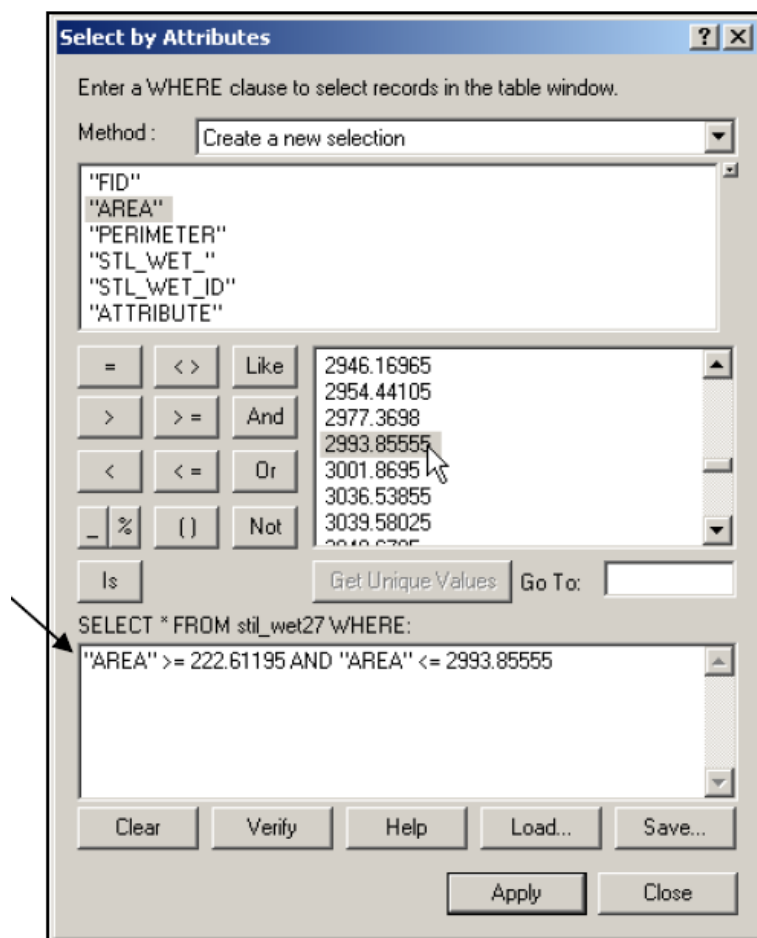 Select by Attributes
? X
Enter a WHERE clause to select records in the table window.
Method : Create a new selection
"FID"
"AREA"
"PERIMETER"
"STL_WET_"
"STL_WET_ID"
"ATTRIBUTE"
= < > Like
> > = And
< < = Or
_ % ( ) Not
Is
2946.16965
2954.44105
2977.3698
2993.85555
3001.8695
3036.53855
3039.58025
Get Unique Values Go To:
SELECT * FROM stil_wet27 WHERE:
"AREA" >= 222.61195 AND "AREA" <= 2993.85555
Clear Verify Help Load... Save...
Apply Close